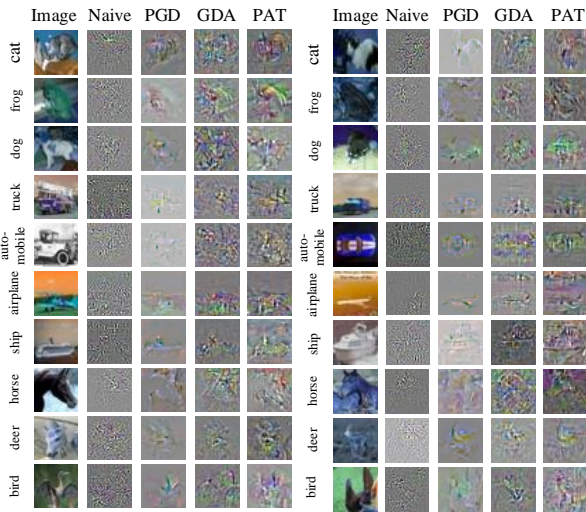 Image Naive PGD GDA PAT Image Naive PGD GDA PAT
cat cat
frog frog
dog dog
truck truck
auto-
mobile
auto-
mobile
airplane airplane
ship ship
horse horse
deer deer
bird bird